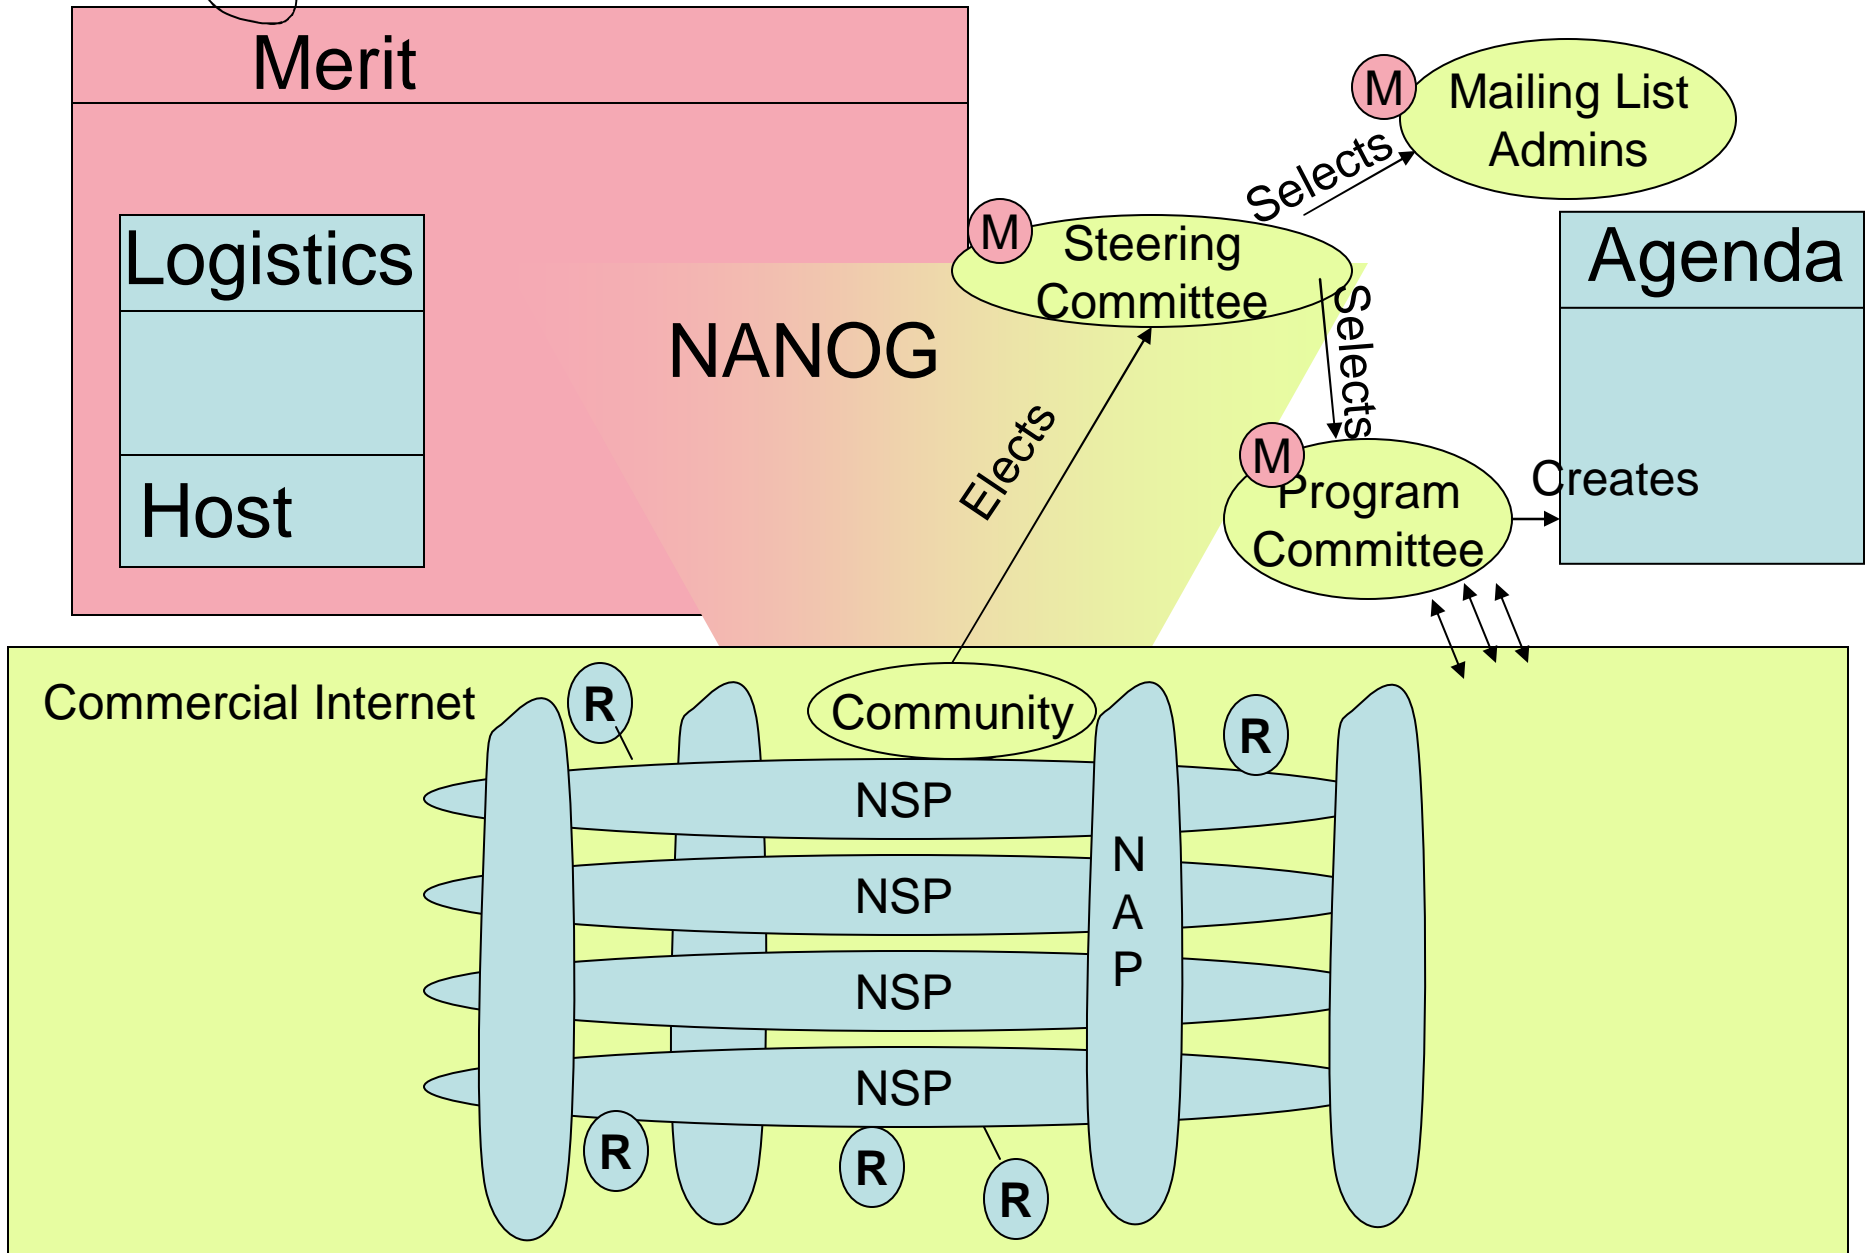 Merit
M
Mailing List
Admins
Selects
Logistics
M
Steering
Committee
Agenda
NANOG
Selects
Elects
Host
M
Program
Committee
Creates
Commercial Internet
R
Community
R
NSP
NSP
NSP
NSP
N
A
P
R
R
R